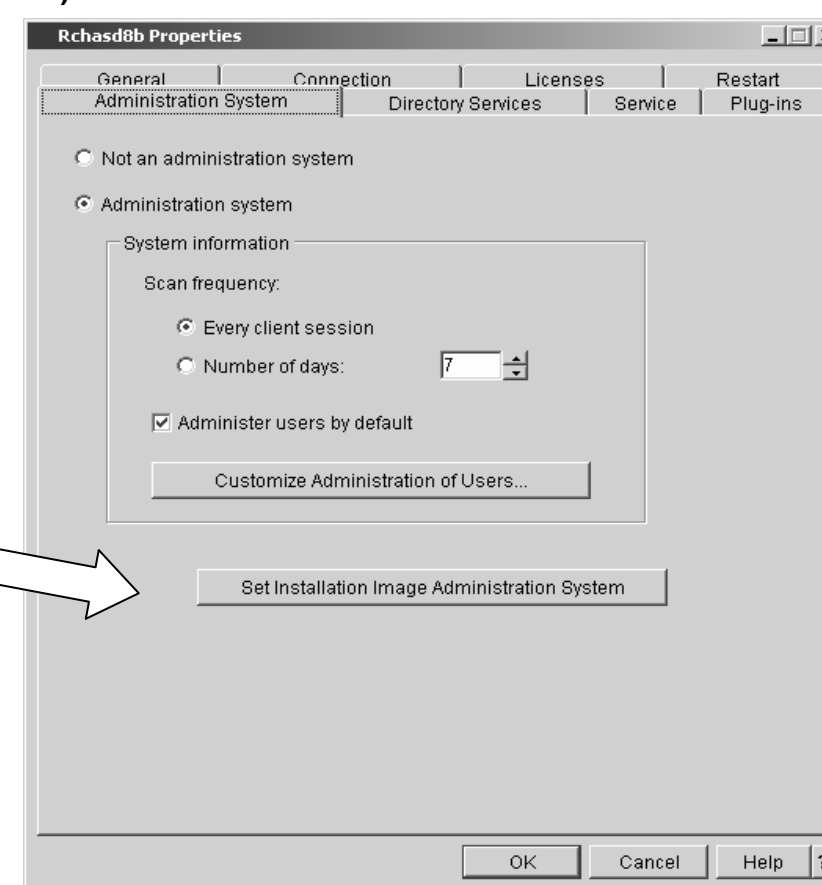 )
Rchasd8b Properties
General Connection Licenses Restart
Administration System Directory Services Service Plug-ins
Not an administration system
Administration system
System information
Scan frequency:
Every client session
Number of days: 7
Administer users by default
Customize Administration of Users...
Set Installation Image Administration System
OK Cancel Help ?